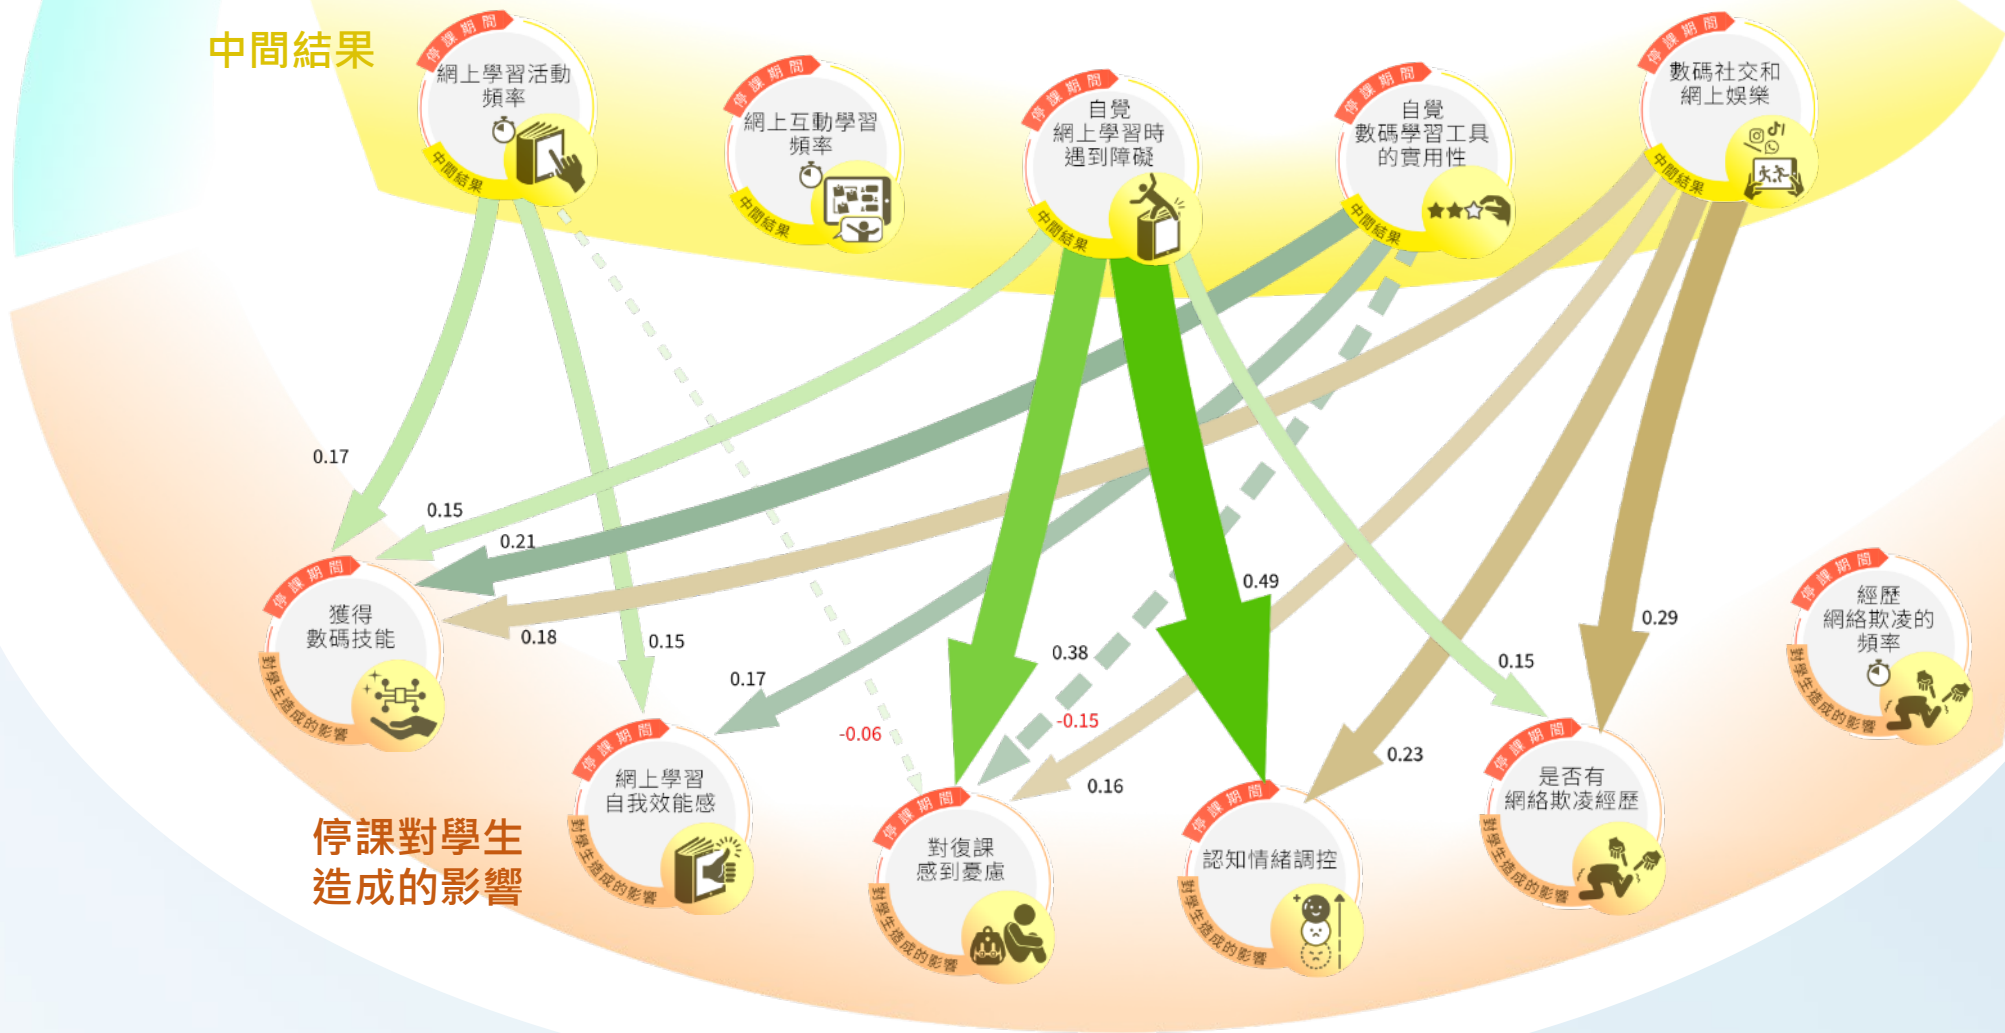 中間結果
停課期間
網上學習活動
頻率
中間結果
停課期間
網上互動學習
頻率
中間結果
停課期間
自覺
網上學習時
遇到障礙
中間結果
停課期間
自覺
數碼學習工具
的實用性
中間結果
停課期間
數碼社交和
網上娛樂
中間結果
0.17
0.15
0.21
0.18
0.15
0.17
-0.06
0.38
-0.15
0.16
0.49
0.23
0.15
0.29
停課期間
獲得
數碼技能
對學生造成的影響
停課期間
網上學習
自我效能感
對學生造成的影響
停課期間
對復課
感到憂慮
對學生造成的影響
停課期間
認知情緒調控
對學生造成的影響
停課期間
是否有
網絡欺凌經歷
對學生造成的影響
停課期間
經歷
網絡欺凌的
頻率
對學生造成的影響
停課對學生
造成的影響